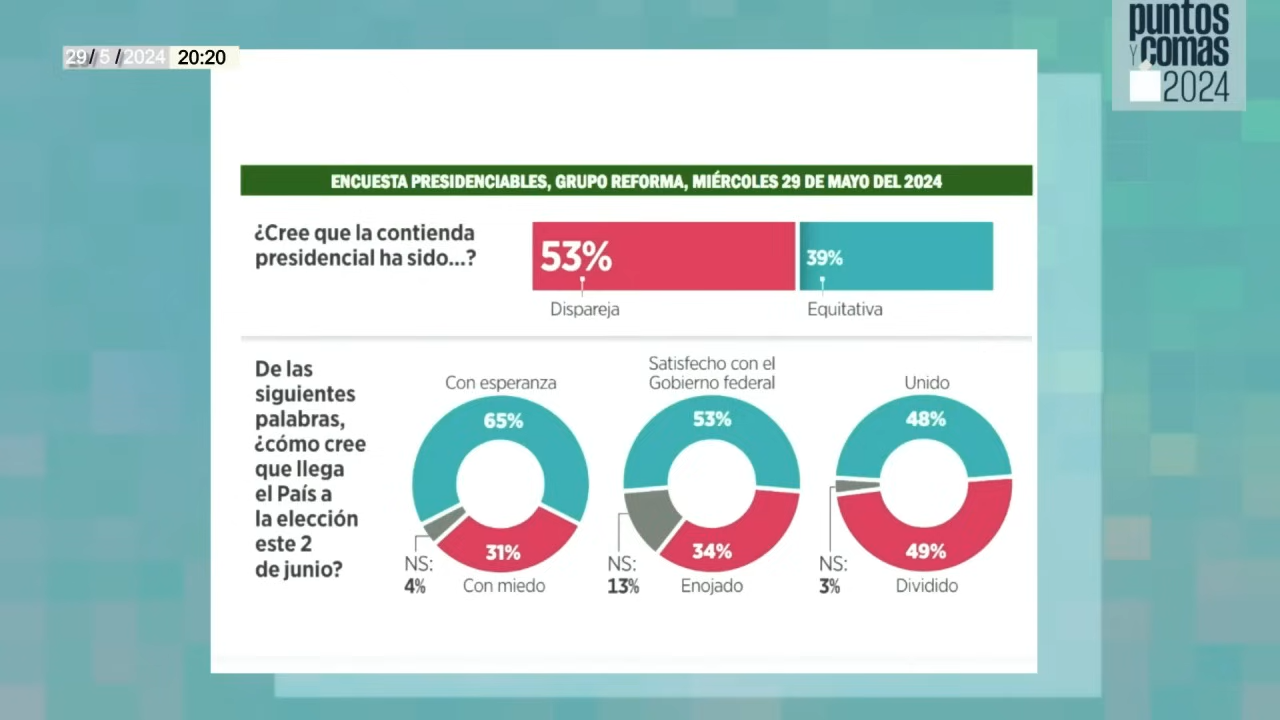 29/ 5 /2024 20:20
puntos
Y comas
2024
ENCUESTA PRESIDENCIABLES, GRUPO REFORMA, MIÉRCOLES 29 DE MAYO DEL 2024
¿Cree que la contienda
presidencial ha sido...?
53%
39%
Dispareja
Equitativa
De las
siguientes
palabras,
¿cómo cree
que llega
el País a
la elección
este 2
de junio?
Con esperanza
65%
31%
NS:
4%
Con miedo
Satisfecho con el
Gobierno federal
53%
34%
NS:
13%
Enojado
Unido
48%
49%
NS:
3%
Dividido